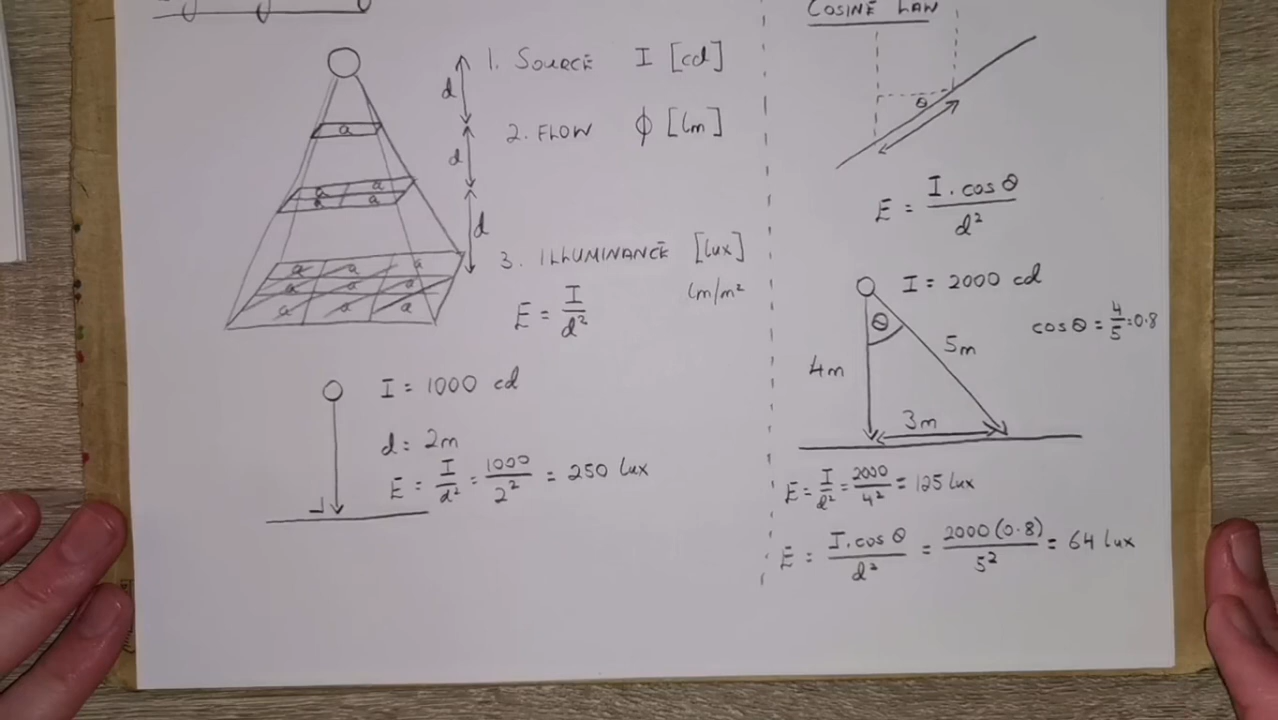 1. SOURCE I [cd]
d
a
2. FLOW Φ [lm]
d
a a
a a
d
3. ILLUMINANCE [lux]
lm/m²
a a a
a a a
a a a
E = I/d²
I = 1000 cd
d = 2m
E = I/d² = 1000/2² = 250 lux
COSINE LAW
θ
E = I.cos θ/d²
I = 2000 cd
θ
cos θ = 4/5 = 0.8
4m
5m
3m
E = I/d² = 2000/4² = 125 lux
E = I.cos θ/d² = 2000(0.8)/5² = 64 lux